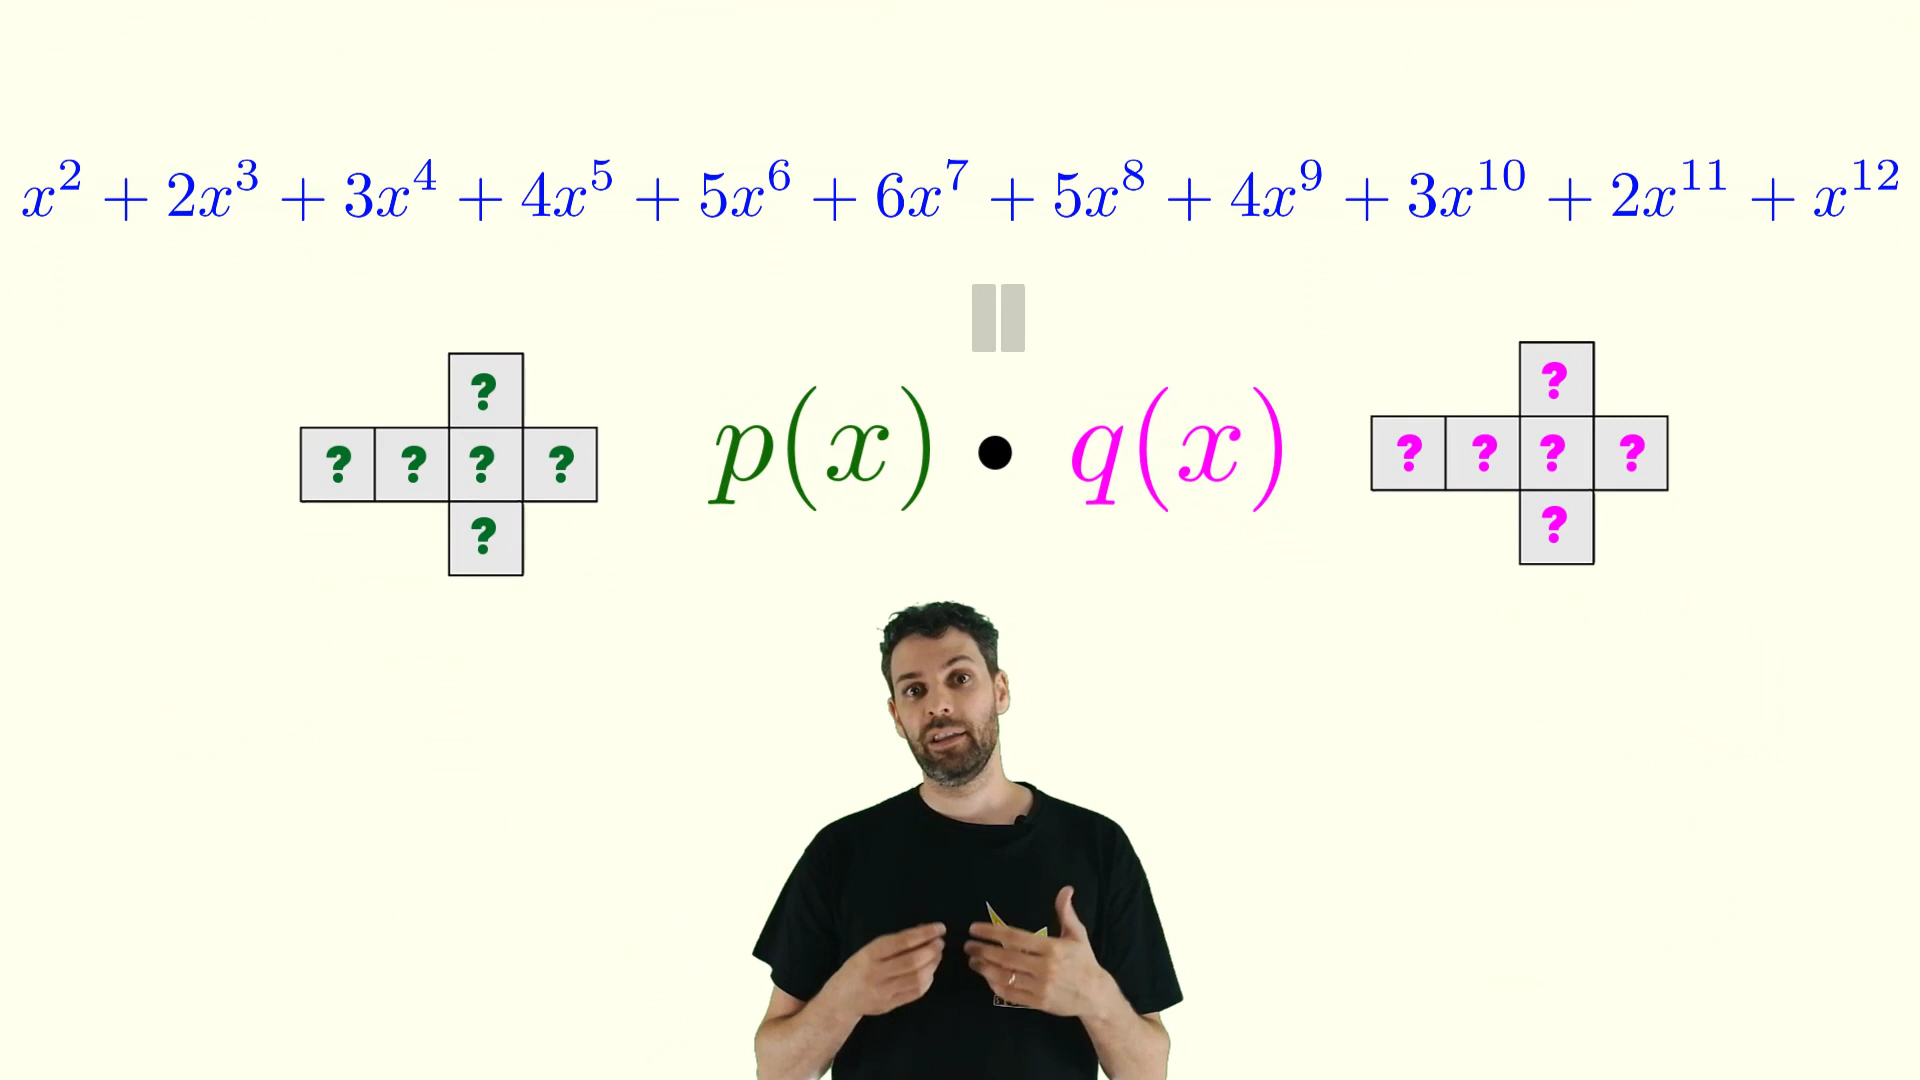 x^2 + 2x^3 + 3x^4 + 4x^5 + 5x^6 + 6x^7 + 5x^8 + 4x^9 + 3x^10 + 2x^11 + x^12
? ?
p(x) • q(x)
? ? ? ? ? ? ? ?
? ?